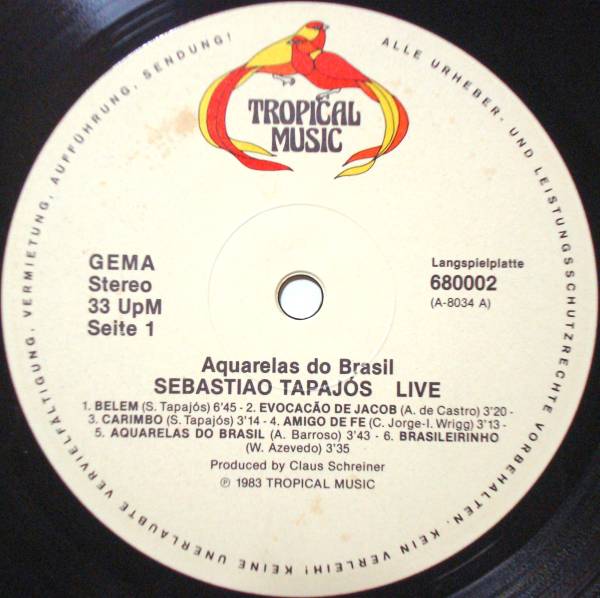 TROPICAL
MUSIC
ALLE URHEBER- UND LEISTUNGSSCHUTZRECHTE VORBEHALTEN. KEIN VERLEIH! KEINE UNERLAUBTE VERVIELFÄLTIGUNG, VERMIETUNG, AUFFÜHRUNG, SENDUNG!
GEMA
Stereo
33 UpM
Seite 1
Langspielplatte
680002
(A-8034 A)
Aquarelas do Brasil
SEBASTIAO TAPAJÓS LIVE
1. BELEM (S. Tapajós) 6'45 - 2. EVOCACÃO DE JACOB (A. de Castro) 3'20 -
3. CARIMBO (S. Tapajós) 3'14 - 4. AMIGO DE FE (C. Jorge-I. Wrigg) 3'13 -
5. AQUARELAS DO BRASIL (A. Barroso) 3'43 - 6. BRASILEIRINHO
(W. Azevedo) 3'35
Produced by Claus Schreiner
℗ 1983 TROPICAL MUSIC